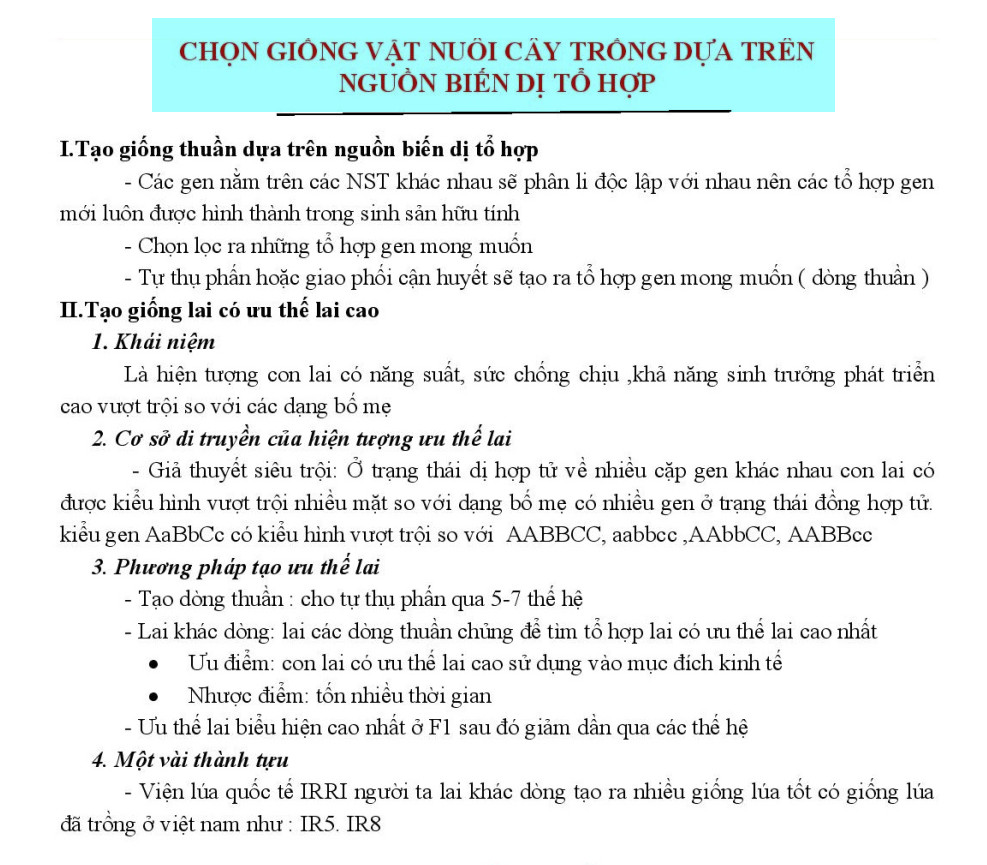 CHỌN GIỐNG VẬT NUÔI CÂY TRỒNG DỰA TRÊN
NGUỒN BIẾN DỊ TỔ HỢP
I.Tạo giống thuần dựa trên nguồn biến dị tổ hợp
- Các gen nằm trên các NST khác nhau sẽ phân li độc lập với nhau nên các tổ hợp gen
mới luôn được hình thành trong sinh sản hữu tính
- Chọn lọc ra những tổ hợp gen mong muốn
- Tự thụ phấn hoặc giao phối cận huyết sẽ tạo ra tổ hợp gen mong muốn ( dòng thuần )
II.Tạo giống lai có ưu thế lai cao
1. Khái niệm
Là hiện tượng con lai có năng suất, sức chống chịu ,khả năng sinh trưởng phát triển
cao vượt trội so với các dạng bố mẹ
2. Cơ sở di truyền của hiện tượng ưu thế lai
- Giả thuyết siêu trội: Ở trạng thái dị hợp tử về nhiều cặp gen khác nhau con lai có
được kiểu hình vượt trội nhiều mặt so với dạng bố mẹ có nhiều gen ở trạng thái đồng hợp tử.
kiểu gen AaBbCc có kiểu hình vượt trội so với AABBCC, aabbcc ,AAbbCC, AABBcc
3. Phương pháp tạo ưu thế lai
- Tạo dòng thuần : cho tự thụ phấn qua 5-7 thế hệ
- Lai khác dòng: lai các dòng thuần chủng để tìm tổ hợp lai có ưu thế lai cao nhất
• Ưu điểm: con lai có ưu thế lai cao sử dụng vào mục đích kinh tế
• Nhược điểm: tốn nhiều thời gian
- Ưu thế lai biểu hiện cao nhất ở F1 sau đó giảm dần qua các thế hệ
4. Một vài thành tựu
- Viện lúa quốc tế IRRI người ta lai khác dòng tạo ra nhiều giống lúa tốt có giống lúa
đã trồng ở việt nam như : IR5. IR8